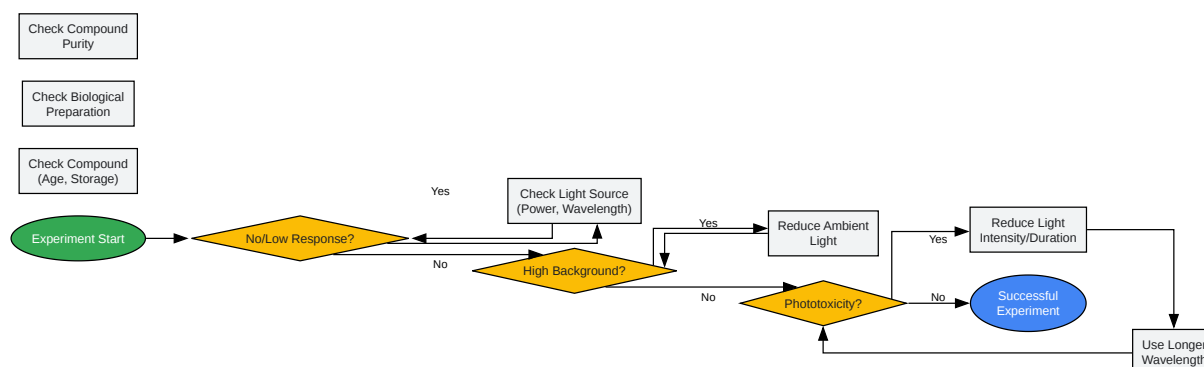 Check Compound
Purity
Check Biological
Preparation
Check Compound
(Age, Storage)
Experiment Start
No/Low Response?
Yes
No
Check Light Source
(Power, Wavelength)
High Background?
Yes
No
Reduce Ambient
Light
Phototoxicity?
Yes
No
Reduce Light
Intensity/Duration
Successful
Experiment
Use Longer
Wavelength